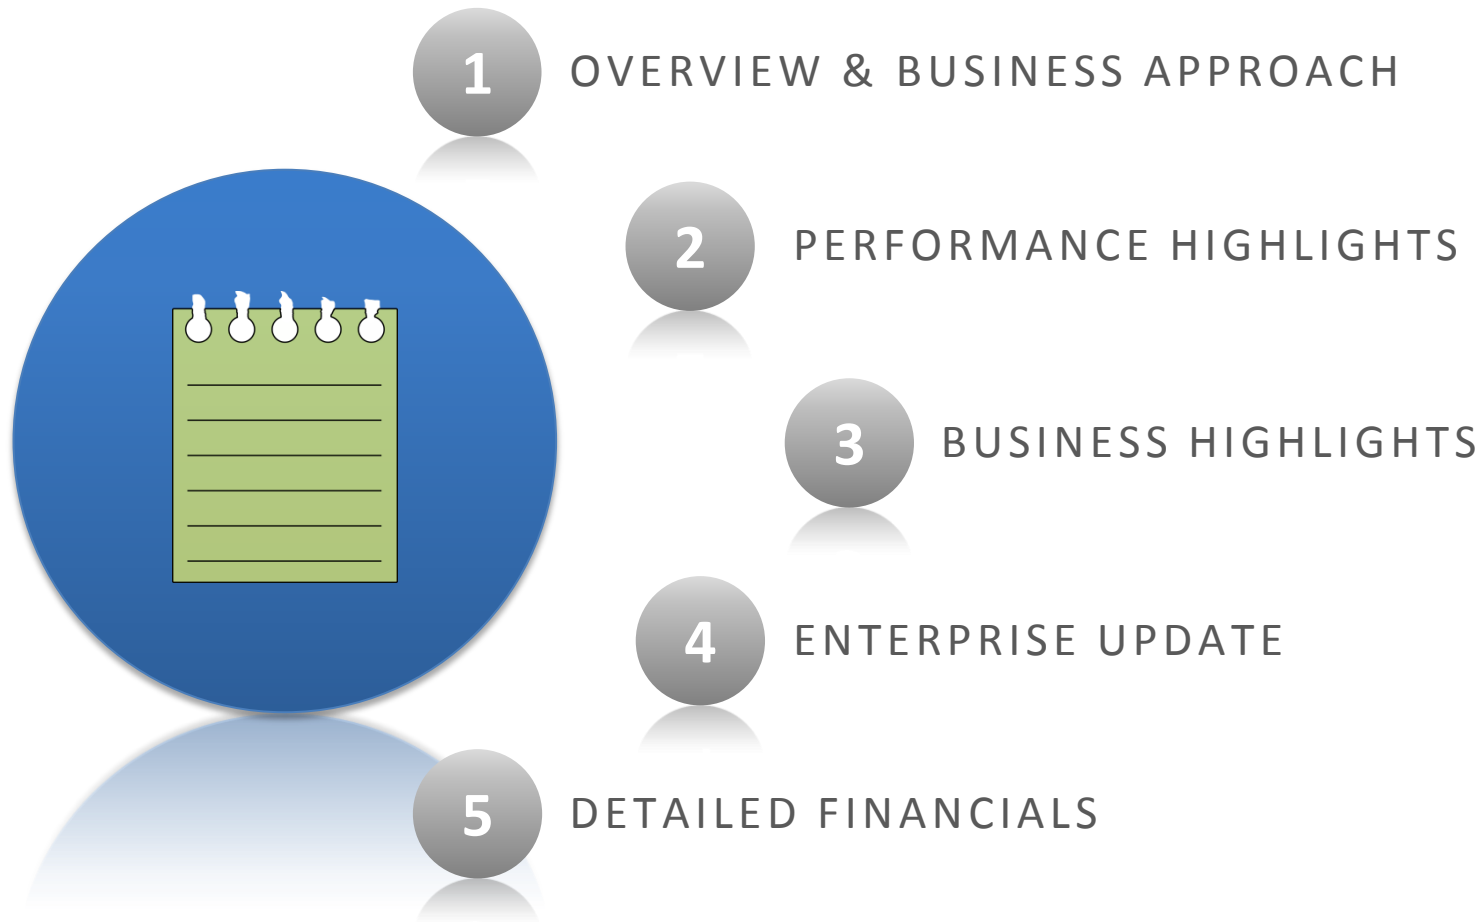 1 OVERVIEW & BUSINESS APPROACH
2 PERFORMANCE HIGHLIGHTS
3 BUSINESS HIGHLIGHTS
4 ENTERPRISE UPDATE
5 DETAILED FINANCIALS